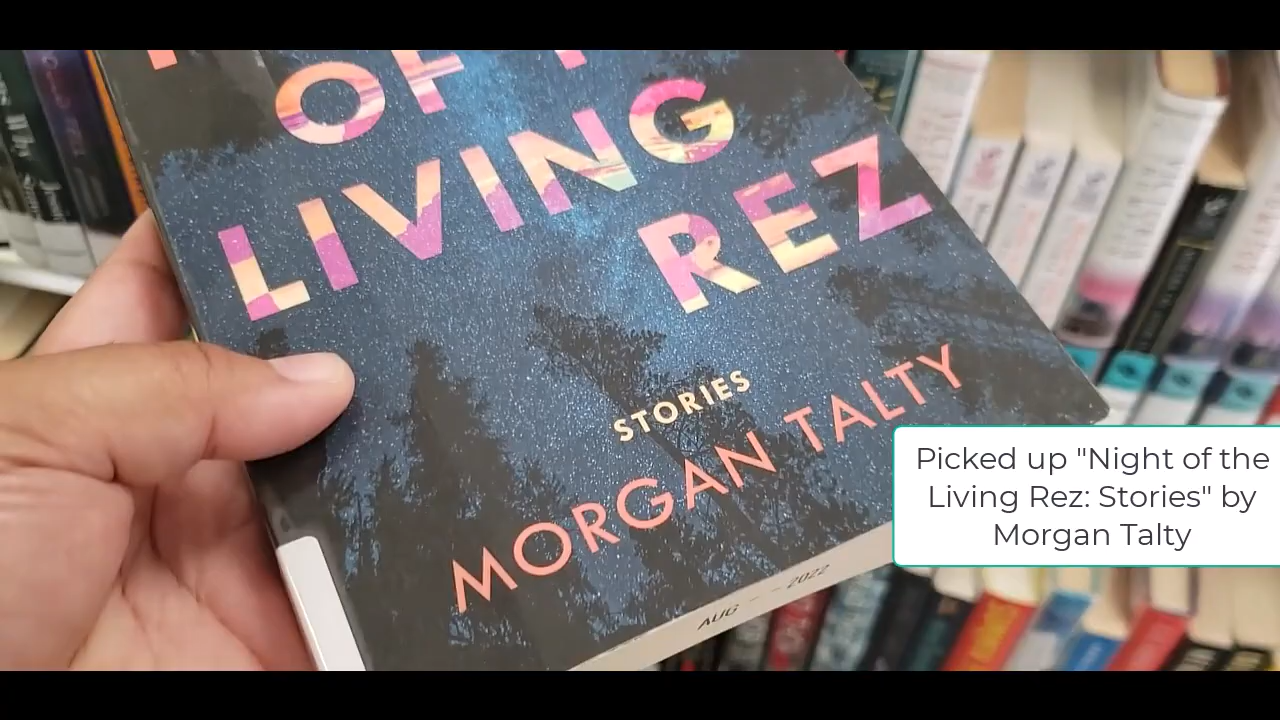 OF
LIVING
REZ
STORIES
MORGAN TALTY
AUG - - 2022
Picked up "Night of the
Living Rez: Stories" by
Morgan Talty